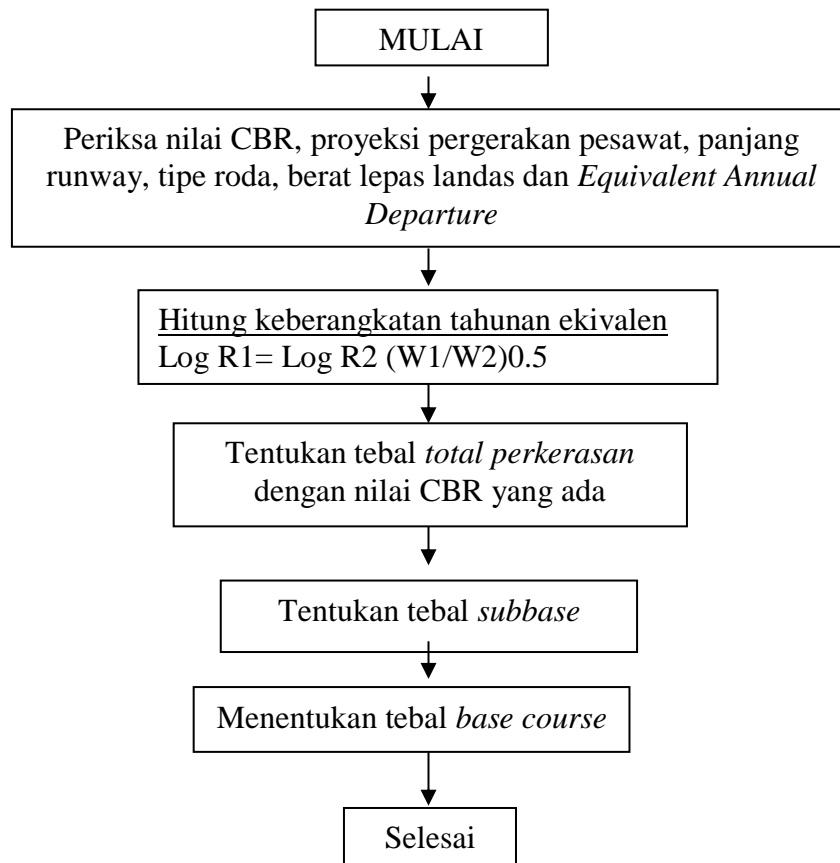 MULAI
Periksa nilai CBR, proyeksi pergerakan pesawat, panjang
runway, tipe roda, berat lepas landas dan Equivalent Annual
Departure
Hitung keberangkatan tahunan ekivalen
Log R1= Log R2 (W1/W2)0.5
Tentukan tebal total perkerasan
dengan nilai CBR yang ada
Tentukan tebal subbase
Menentukan tebal base course
Selesai